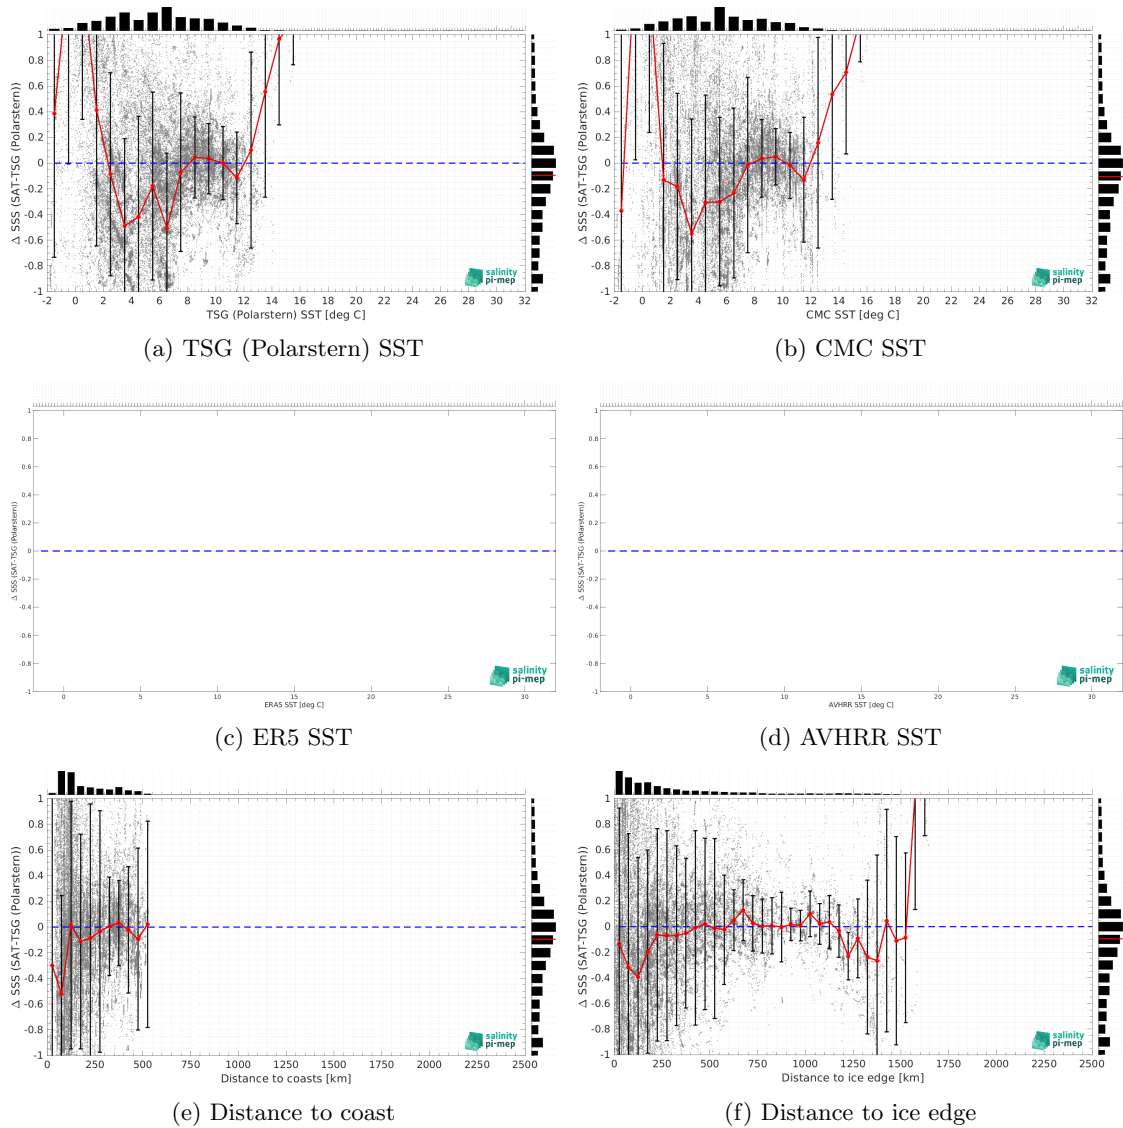 1
0.8
0.6
0.4
0.2
0
-0.2
-0.4
-0.6
-0.8
-1
Δ SSS (SAT-TSG (Polarstern))
-2 0 2 4 6 8 10 12 14 16 18 20 22 24 26 28 30 32
TSG (Polarstern) SST [deg C]
salinity
pi-mep
(a) TSG (Polarstern) SST
1
0.8
0.6
0.4
0.2
0
-0.2
-0.4
-0.6
-0.8
-1
Δ SSS (SAT-TSG (Polarstern))
-2 0 2 4 6 8 10 12 14 16 18 20 22 24 26 28 30 32
CMC SST [deg C]
salinity
pi-mep
(b) CMC SST
1
0.8
0.6
0.4
0.2
0
-0.2
-0.4
-0.6
-0.8
-1
Δ SSS (SAT-TSG (Polarstern))
0 5 10 15 20 25 30
ERA5 SST [deg C]
salinity
pi-mep
(c) ER5 SST
1
0.8
0.6
0.4
0.2
0
-0.2
-0.4
-0.6
-0.8
-1
Δ SSS (SAT-TSG (Polarstern))
0 5 10 15 20 25 30
AVHRR SST [deg C]
salinity
pi-mep
(d) AVHRR SST
1
0.8
0.6
0.4
0.2
0
-0.2
-0.4
-0.6
-0.8
-1
Δ SSS (SAT-TSG (Polarstern))
0 250 500 750 1000 1250 1500 1750 2000 2250 2500
Distance to coasts [km]
salinity
pi-mep
(e) Distance to coast
1
0.8
0.6
0.4
0.2
0
-0.2
-0.4
-0.6
-0.8
-1
Δ SSS (SAT-TSG (Polarstern))
0 250 500 750 1000 1250 1500 1750 2000 2250 2500
Distance to ice edge [km]
salinity
pi-mep
(f) Distance to ice edge